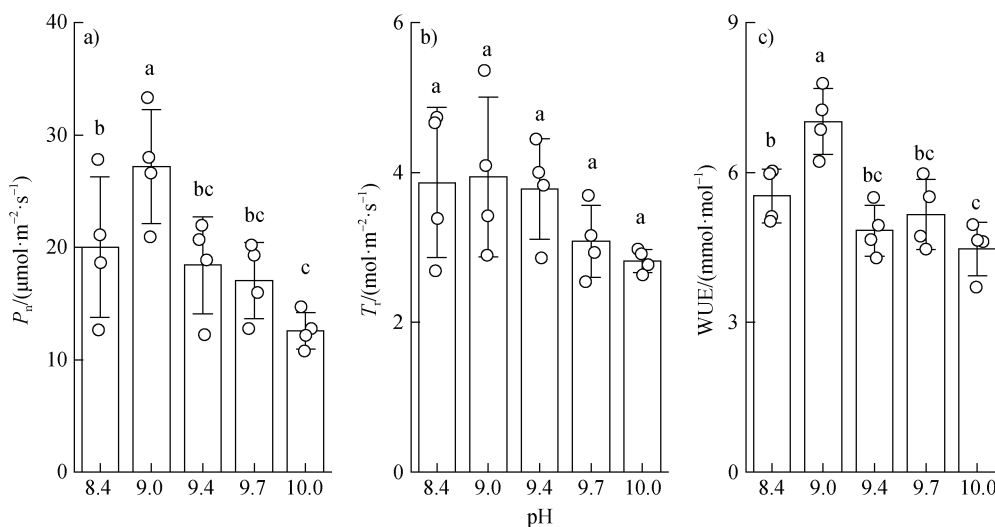 a)
P_n/(μmol·m⁻²·s⁻¹)
40
30
20
10
0
b
a
bc
bc
c
8.4 9.0 9.4 9.7 10.0
b)
T_r/(mol·m⁻²·s⁻¹)
6
4
2
0
a
a
a
a
a
8.4 9.0 9.4 9.7 10.0
pH
c)
WUE/(mmol·mol⁻¹)
9
6
3
0
b
a
bc
bc
c
8.4 9.0 9.4 9.7 10.0